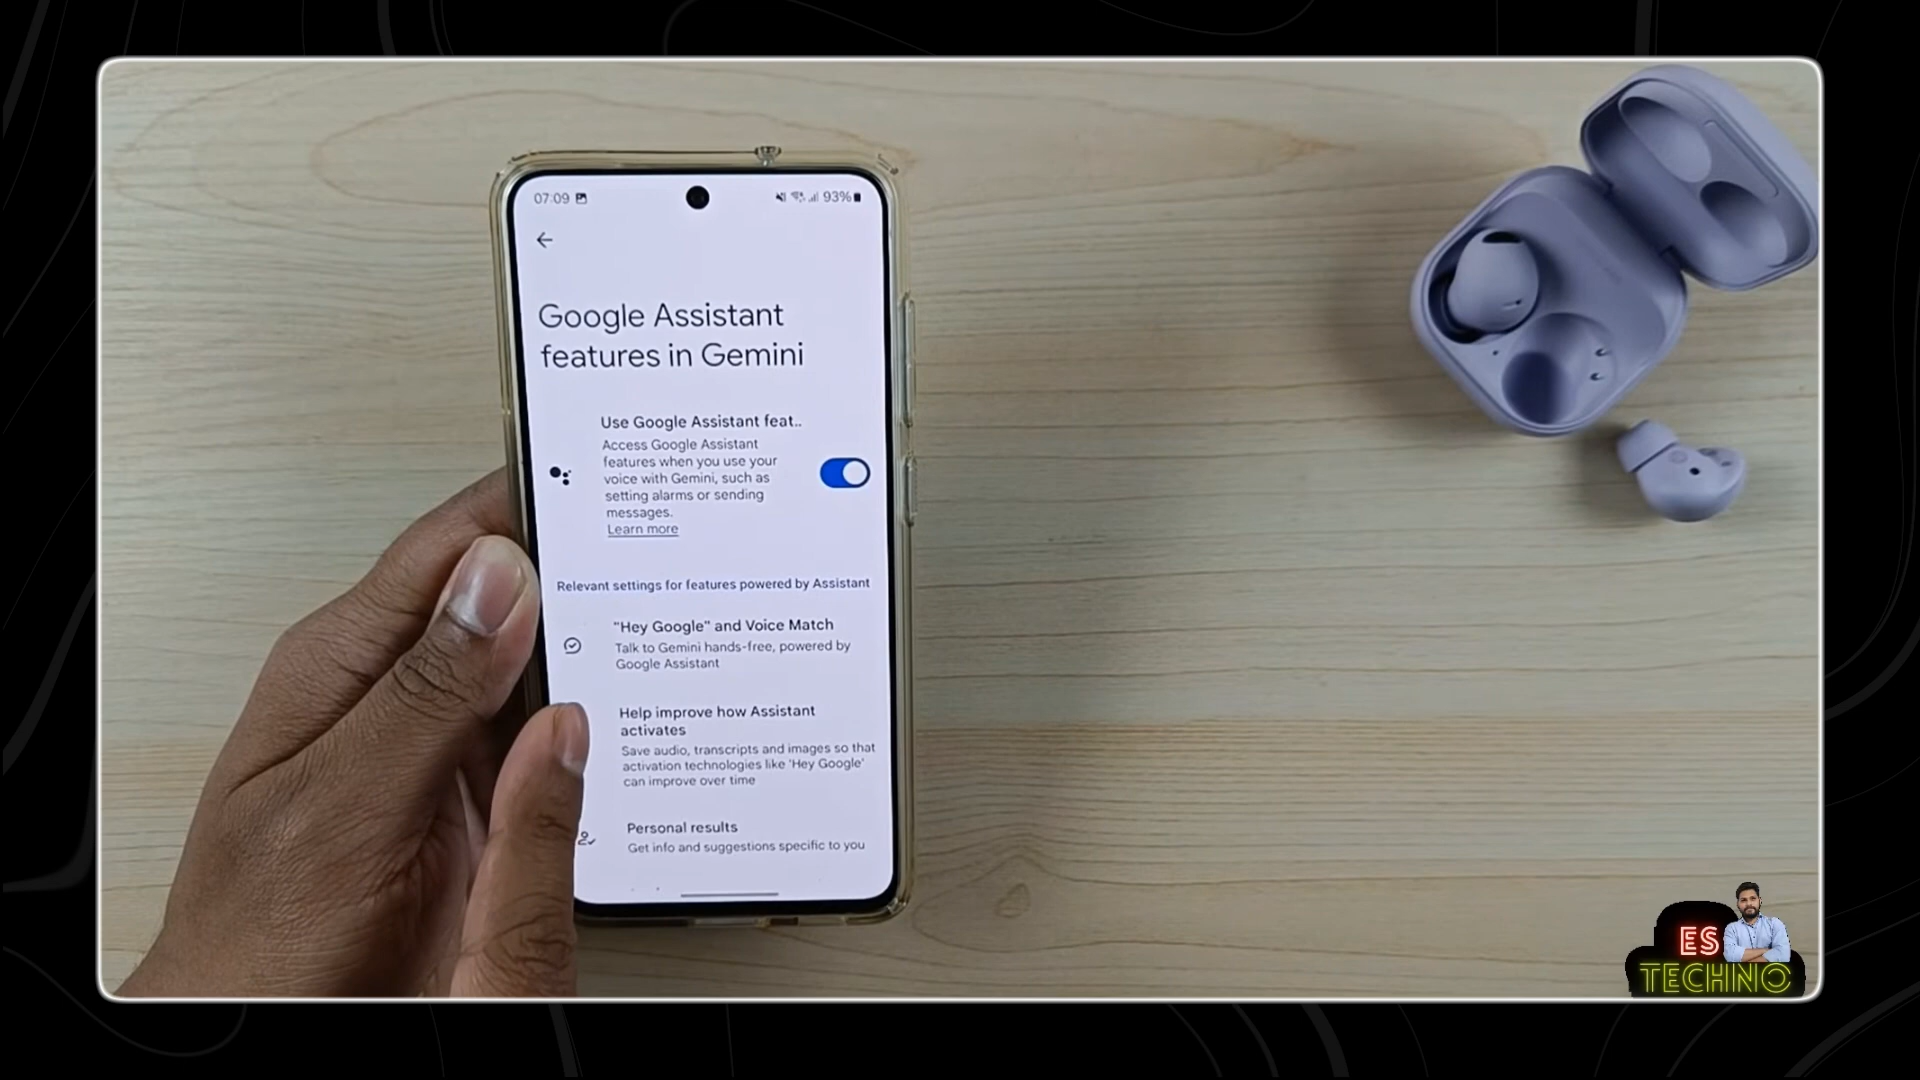 07:09
93%
Google Assistant
features in Gemini
Use Google Assistant feat..
Access Google Assistant
features when you use your
voice with Gemini, such as
setting alarms or sending
messages.
Learn more
Relevant settings for features powered by Assistant
"Hey Google" and Voice Match
Talk to Gemini hands-free, powered by
Google Assistant
Help improve how Assistant
activates
Save audio, transcripts and images so that
activation technologies like 'Hey Google'
can improve over time
Personal results
Get info and suggestions specific to you
ES
TECHNO